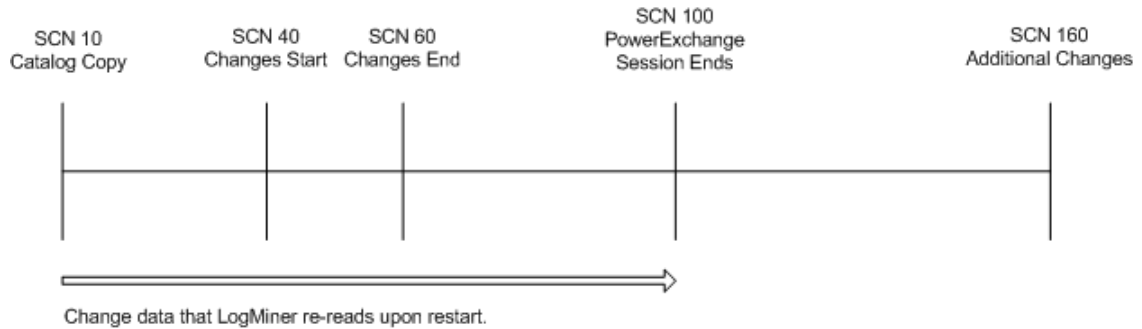 SCN 10
Catalog Copy
SCN 40
Changes Start
SCN 60
Changes End
SCN 100
PowerExchange
Session Ends
SCN 160
Additional Changes
Change data that LogMiner re-reads upon restart.